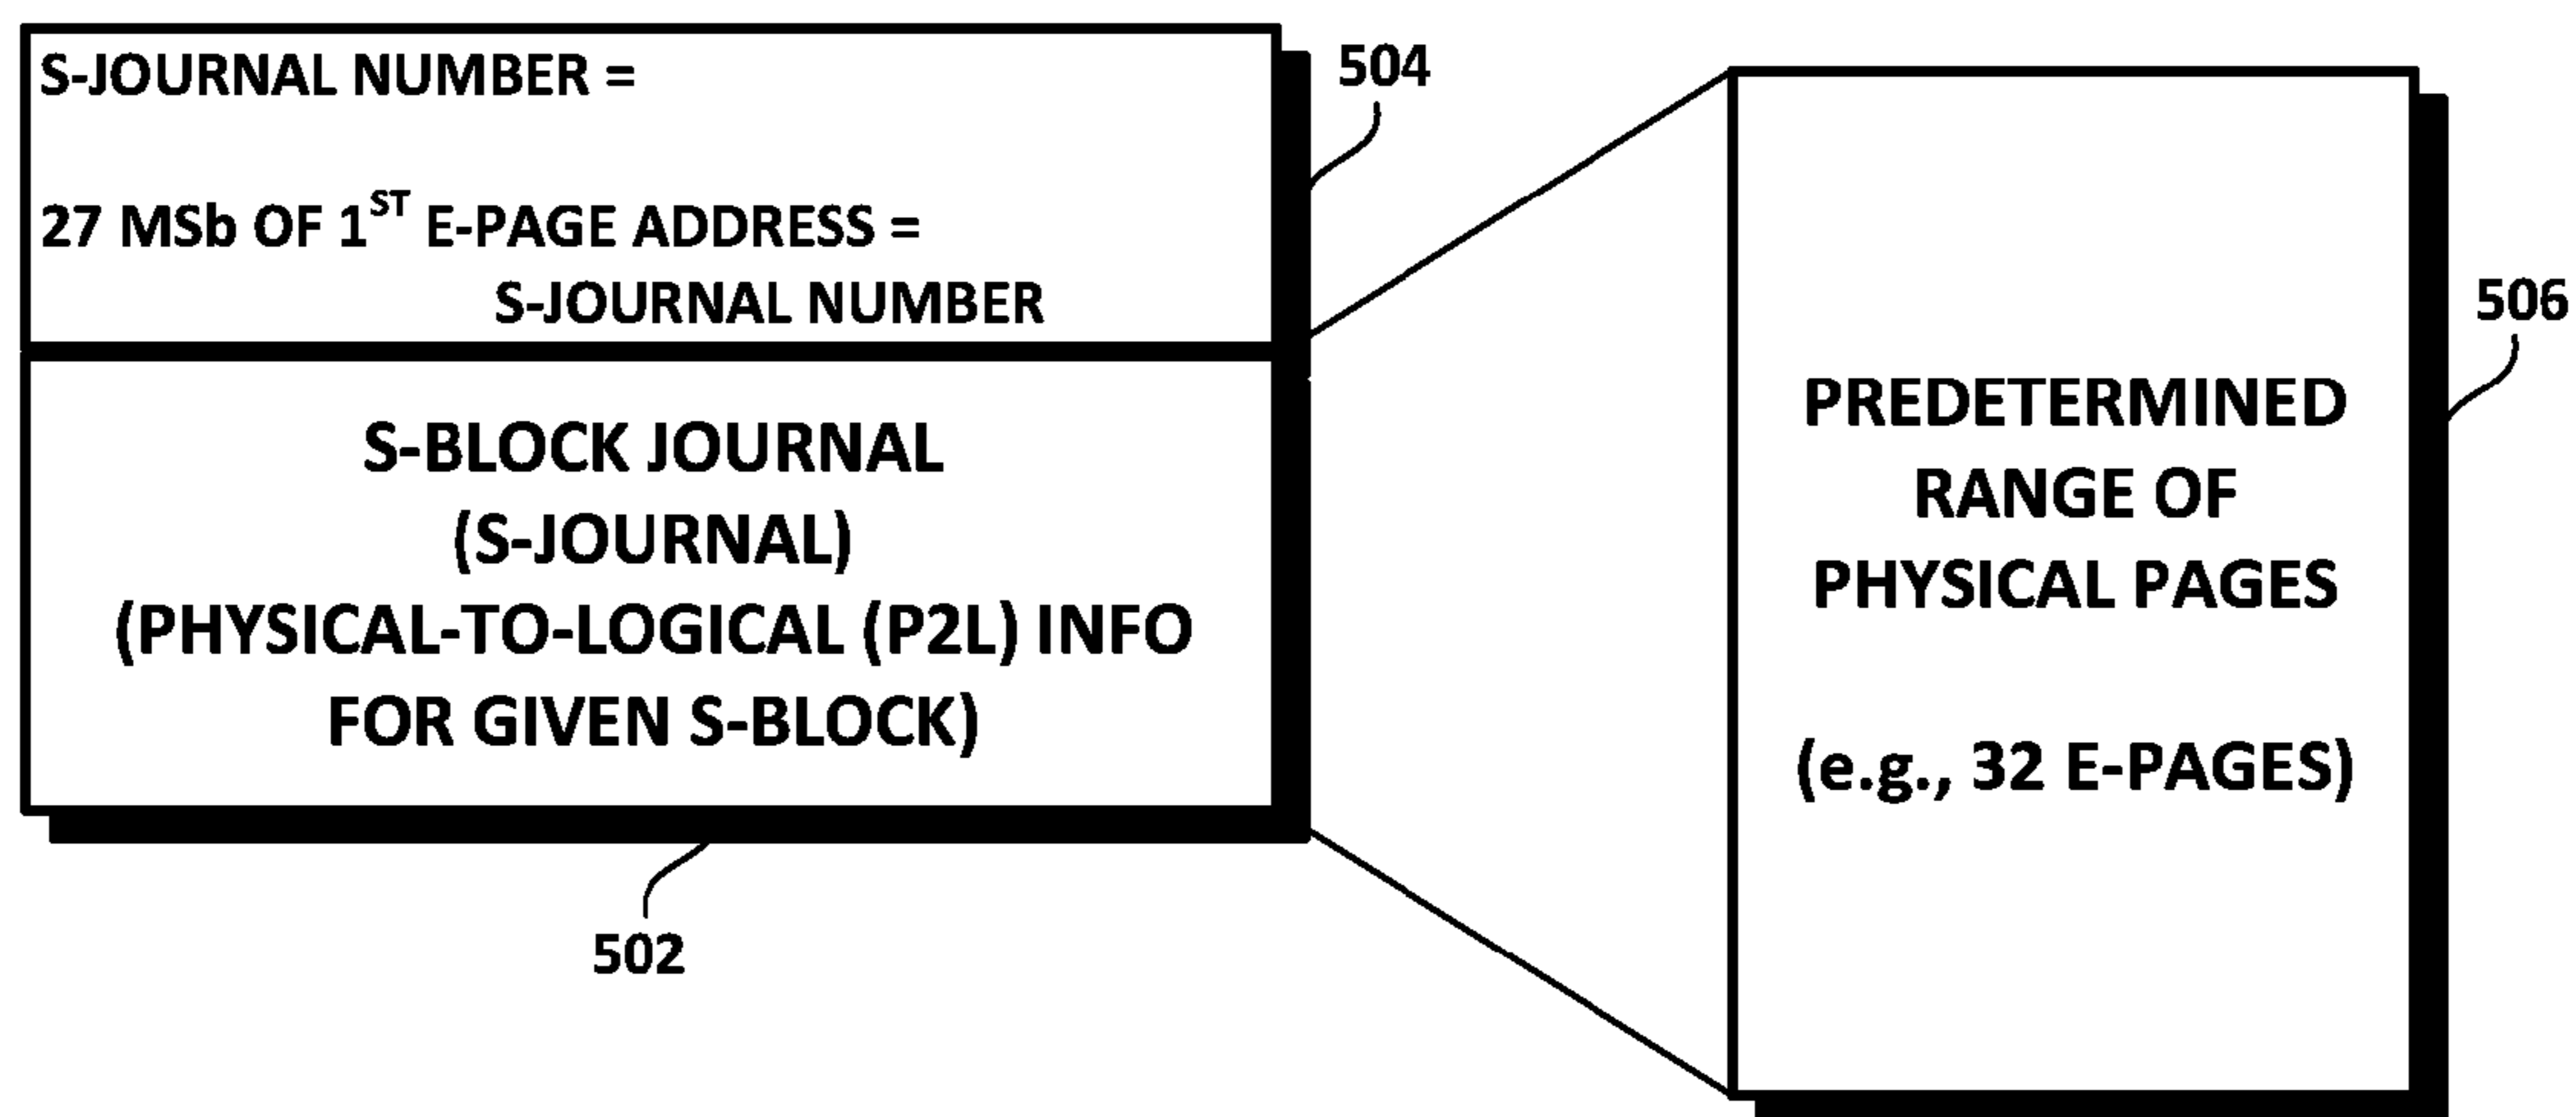 S-JOURNAL NUMBER =
27 MSb OF 1ST E-PAGE ADDRESS =
S-JOURNAL NUMBER
504
S-BLOCK JOURNAL
(S-JOURNAL)
(PHYSICAL-TO-LOGICAL (P2L) INFO
FOR GIVEN S-BLOCK)
502
PREDETERMINED
RANGE OF
PHYSICAL PAGES
(e.g., 32 E-PAGES)
506